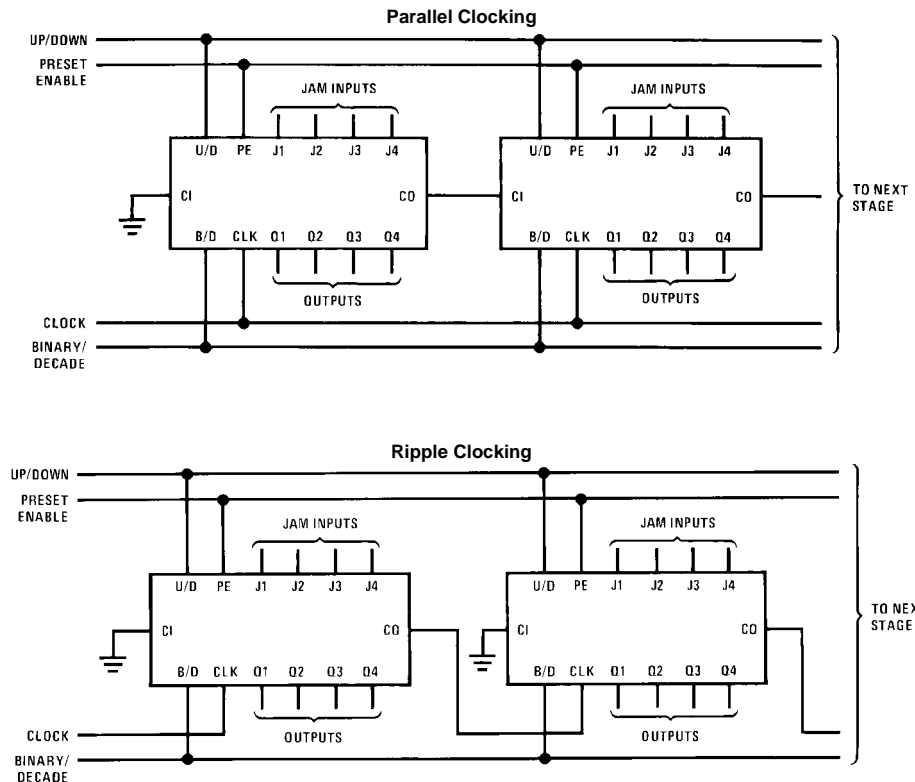 Parallel Clocking
UP/DOWN
PRESET
ENABLE
JAM INPUTS
JAM INPUTS
U/D PE J1 J2 J3 J4
U/D PE J1 J2 J3 J4
CI CO
CI CO
TO NEXT
STAGE
B/D CLK Q1 Q2 Q3 Q4
B/D CLK Q1 Q2 Q3 Q4
OUTPUTS
OUTPUTS
CLOCK
BINARY/
DECADE
Ripple Clocking
UP/DOWN
PRESET
ENABLE
JAM INPUTS
JAM INPUTS
U/D PE J1 J2 J3 J4
U/D PE J1 J2 J3 J4
CI CO
CI CO
TO NEX
STAGE
B/D CLK Q1 Q2 Q3 Q4
B/D CLK Q1 Q2 Q3 Q4
OUTPUTS
OUTPUTS
CLOCK
BINARY/
DECADE